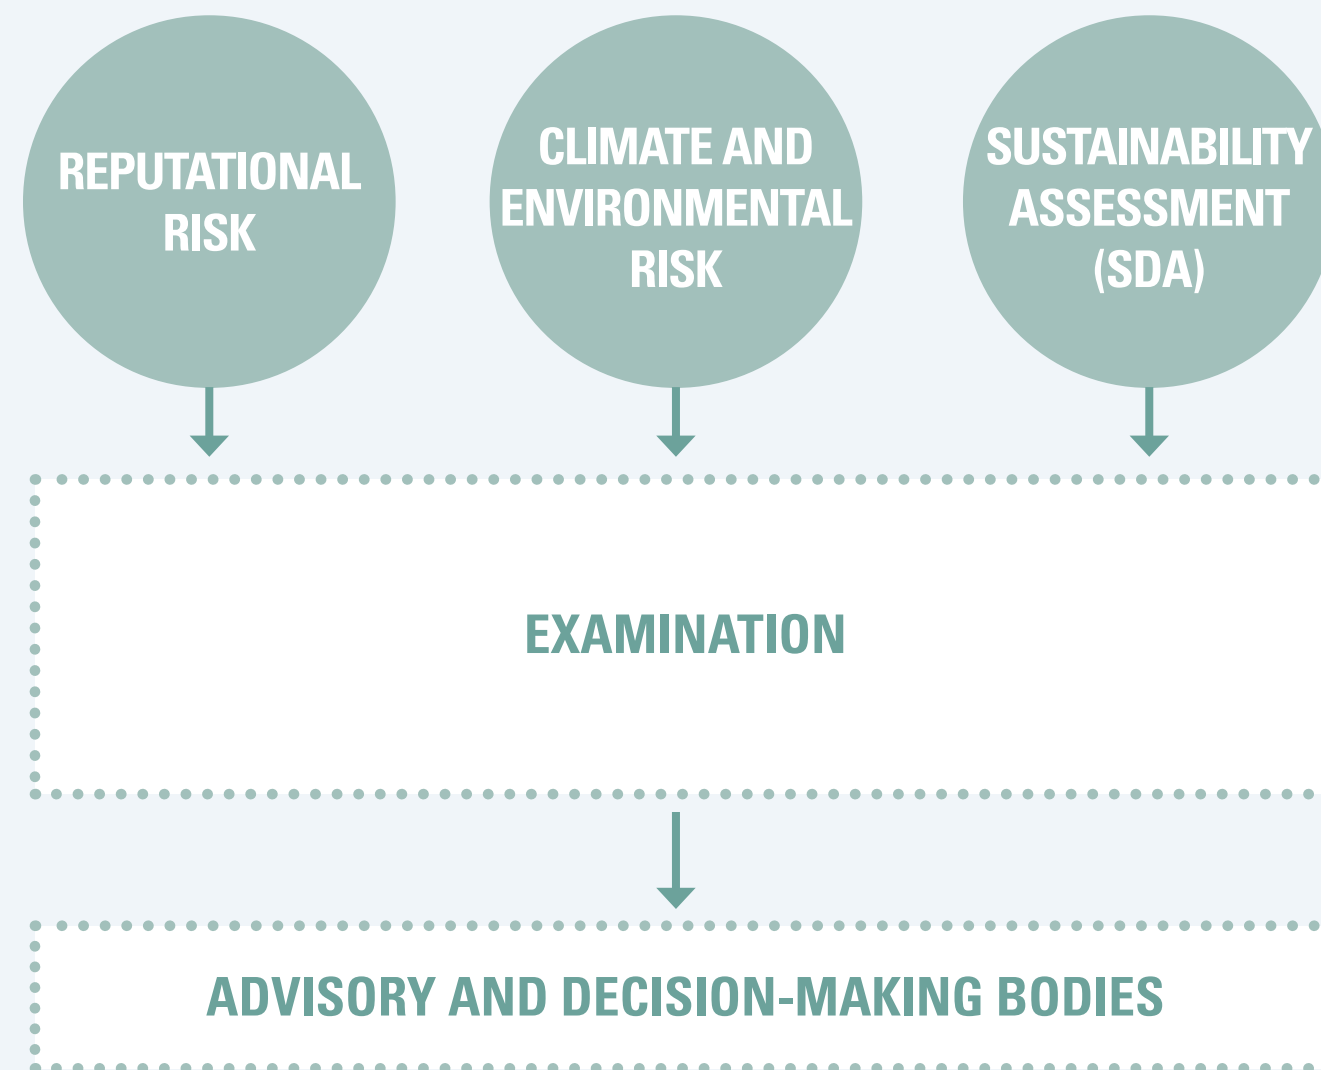 REPUTATIONAL
RISK
CLIMATE AND
ENVIRONMENTAL
RISK
SUSTAINABILITY
ASSESSMENT
(SDA)
EXAMINATION
ADVISORY AND DECISION-MAKING BODIES